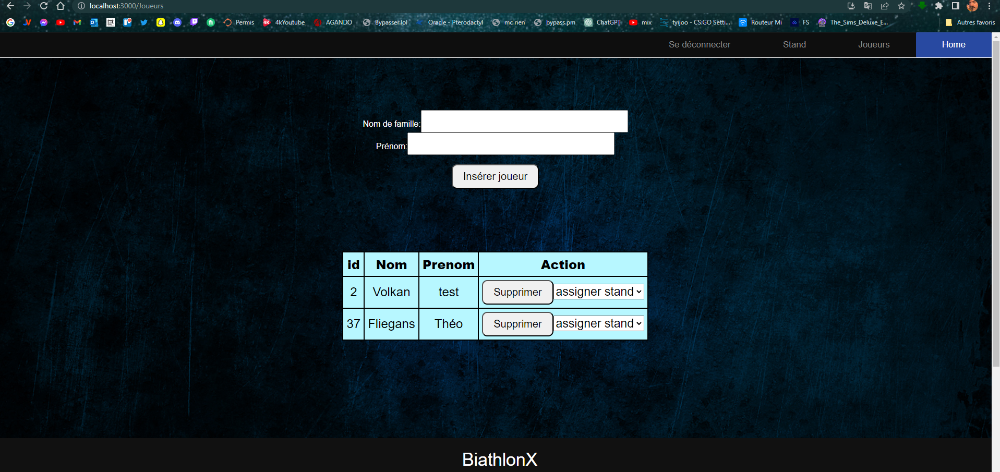 localhost:3000/Joueurs
Permis 4K 4kYoutube AGANDO Bypasser.lol Oracle - Pterodactyl mc rien bypass.pm ChatGPT mix tyijoo - CS:GO Setti... Routeur Mi FS The_Sims_Deluxe_E... Autres favoris
Se déconnecter Stand Joueurs Home
Nom de famille:
Prénom:
Insérer joueur
id Nom Prenom Action
2 Volkan test Supprimer assigner stand
37 Fliegans Théo Supprimer assigner stand
BiathlonX